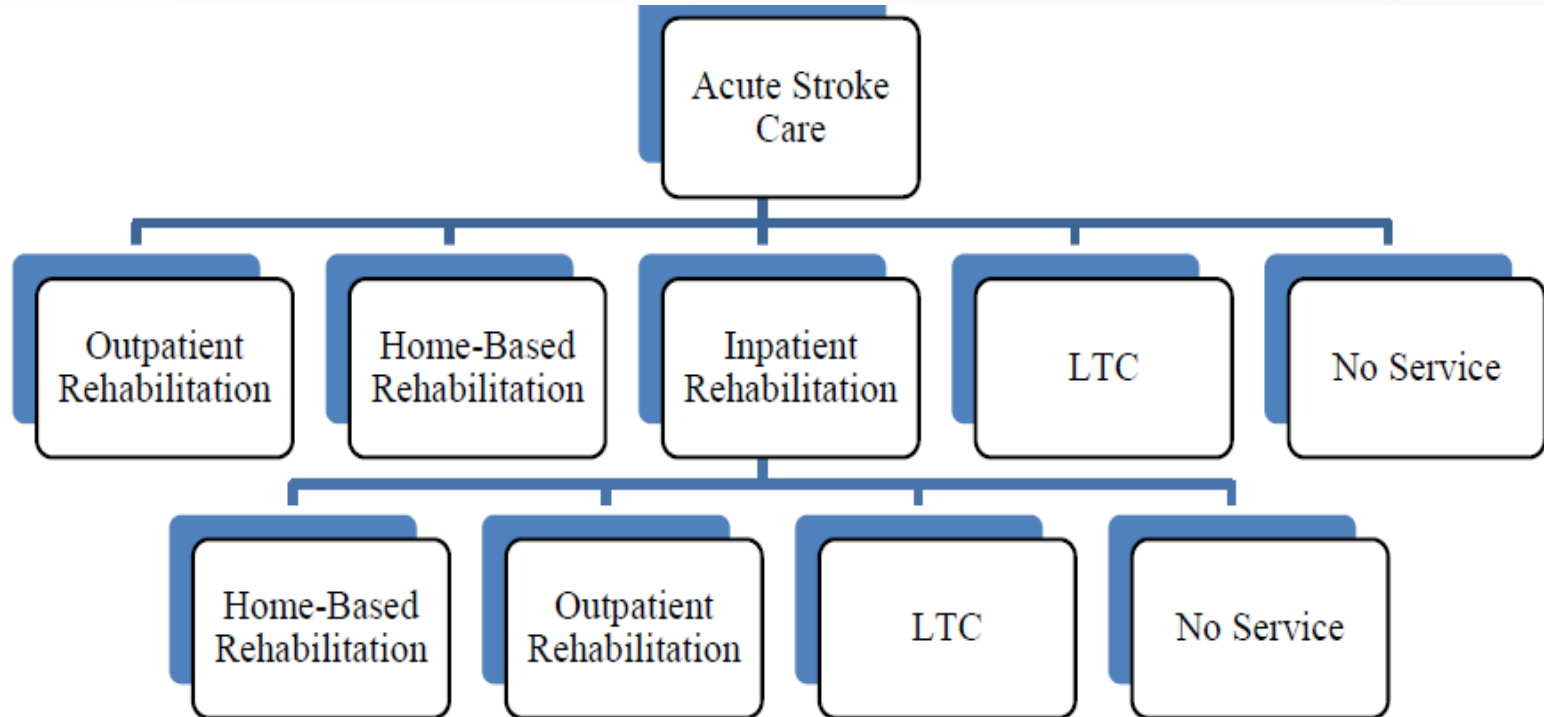 Acute Stroke
Care
Outpatient
Rehabilitation
Home-Based
Rehabilitation
Inpatient
Rehabilitation
LTC
No Service
Home-Based
Rehabilitation
Outpatient
Rehabilitation
LTC
No Service